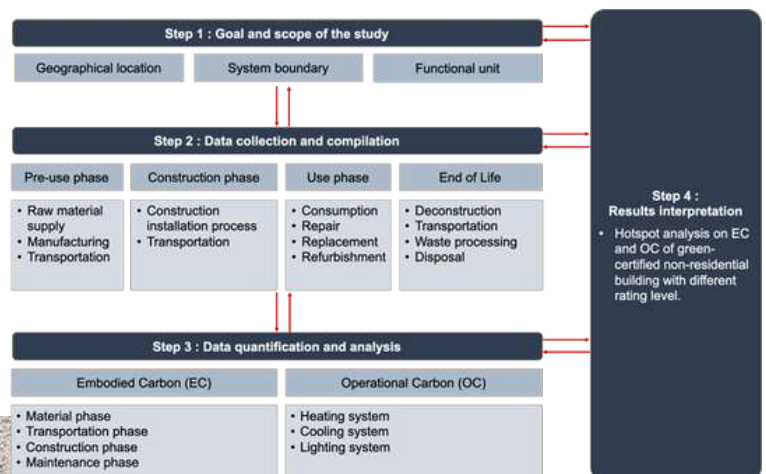 Step 1 : Goal and scope of the study
Geographical location
System boundary
Functional unit
Step 2 : Data collection and compilation
Pre-use phase
Construction phase
Use phase
End of Life
• Raw material
supply
• Manufacturing
• Transportation
• Construction
installation process
• Transportation
• Consumption
• Repair
• Replacement
• Refurbishment
• Deconstruction
• Transportation
• Waste processing
• Disposal
Step 3 : Data quantification and analysis
Embodied Carbon (EC)
Operational Carbon (OC)
• Material phase
• Transportation phase
• Construction phase
• Maintenance phase
• Heating system
• Cooling system
• Lighting system
Step 4 :
Results interpretation
• Hotspot analysis on EC
and OC of green-
certified non-residential
building with different
rating level.